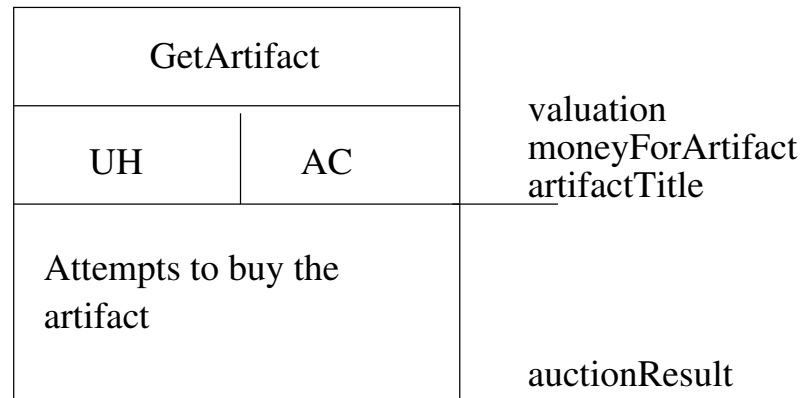 GetArtifact
UH
AC
valuation
moneyForArtifact
artifactTitle
Attempts to buy the
artifact
auctionResult